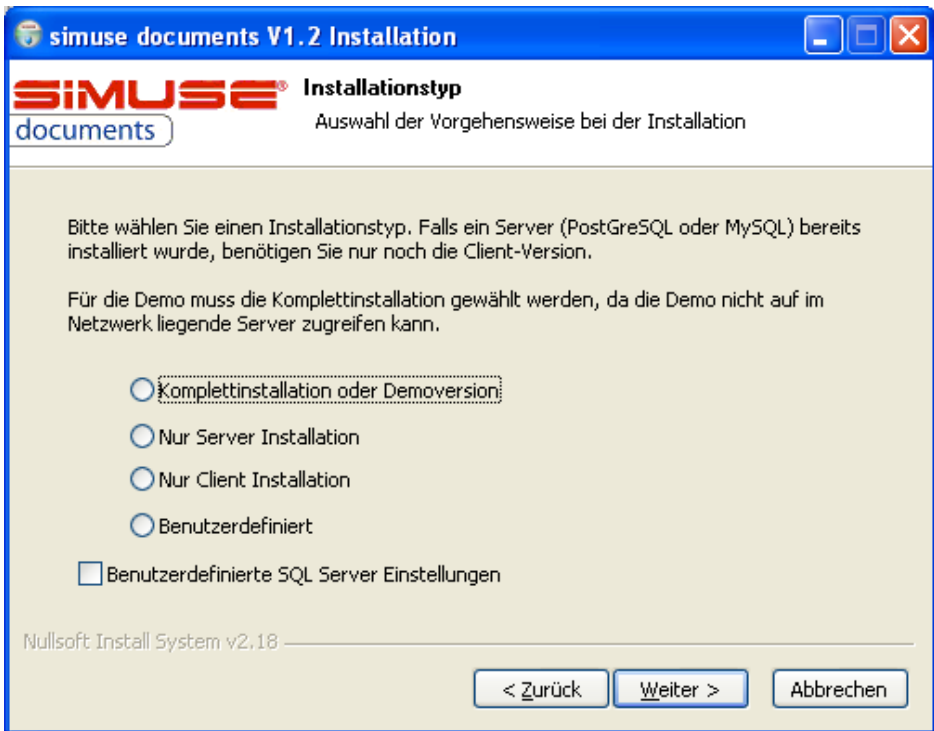 simuse documents V1.2 Installation
SiMUSE®
documents
Installationstyp
Auswahl der Vorgehensweise bei der Installation
Bitte wählen Sie einen Installationstyp. Falls ein Server (PostGreSQL oder MySQL) bereits
installiert wurde, benötigen Sie nur noch die Client-Version.
Für die Demo muss die Komplettinstallation gewählt werden, da die Demo nicht auf im
Netzwerk liegende Server zugreifen kann.
Komplettinstallation oder Demoversion
Nur Server Installation
Nur Client Installation
Benutzerdefiniert
Benutzerdefinierte SQL Server Einstellungen
Nullsoft Install System v2.18
< Zurück
Weiter >
Abbrechen